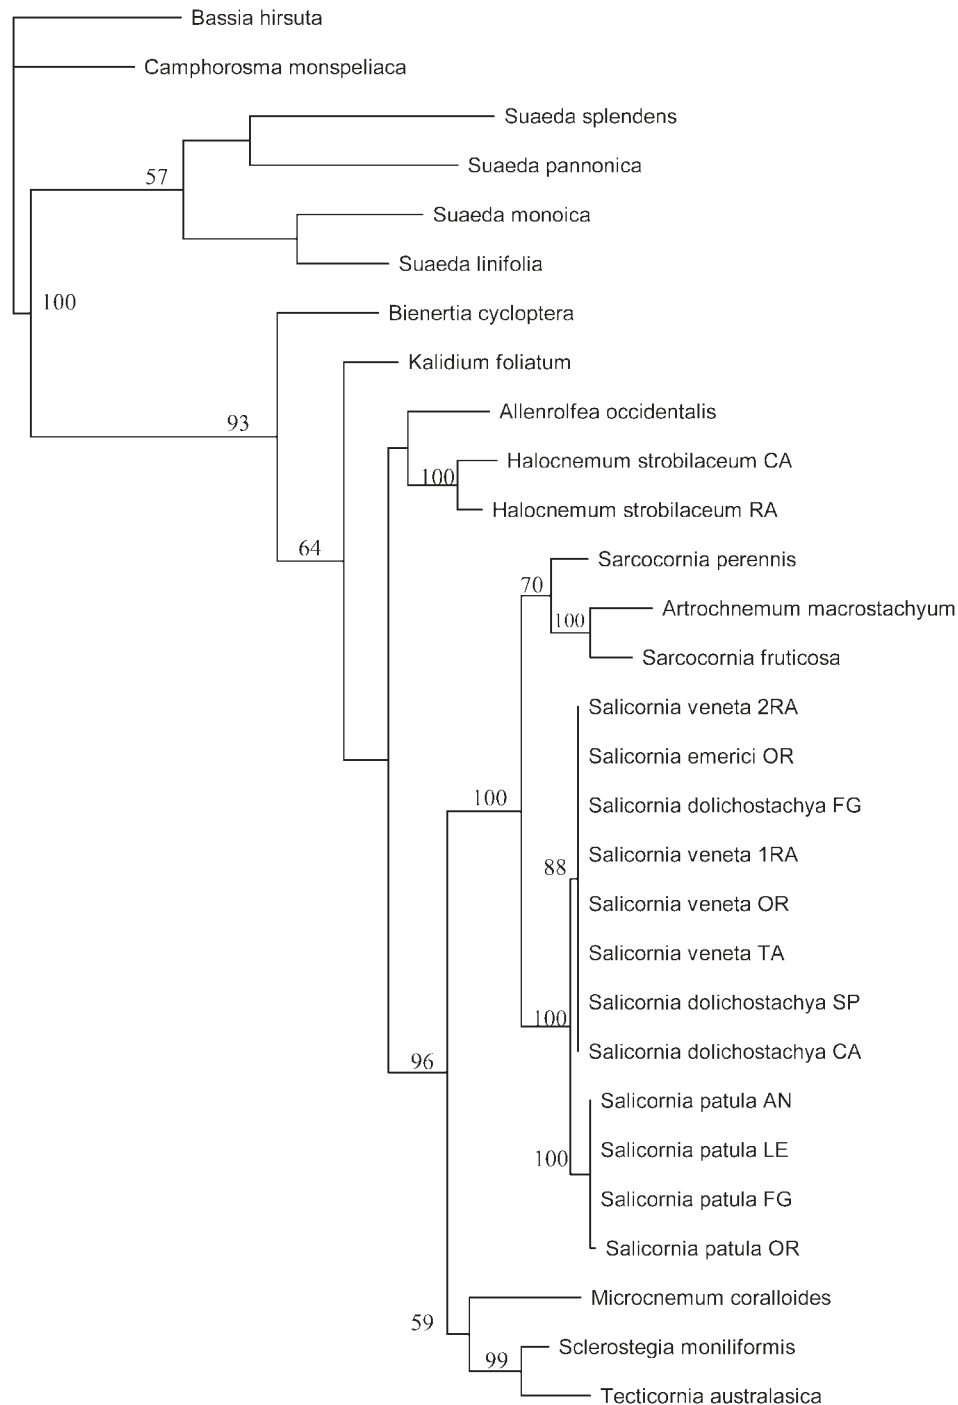 Bassia hirsuta
Camphorosma monspeliaca
Suaeda splendens
Suaeda pannonica
57
Suaeda monoica
Suaeda linifolia
100
Bienertia cycloptera
Kalidium foliatum
Allenrolfea occidentalis
93
Halocnemum strobilaceum CA
100
Halocnemum strobilaceum RA
64
Sarcocornia perennis
70
Artrochnemum macrostachyum
100
Sarcocornia fruticosa
Salicornia veneta 2RA
Salicornia emerici OR
100
Salicornia dolichostachya FG
Salicornia veneta 1RA
88
Salicornia veneta OR
Salicornia veneta TA
Salicornia dolichostachya SP
100
Salicornia dolichostachya CA
96
Salicornia patula AN
Salicornia patula LE
100
Salicornia patula FG
Salicornia patula OR
Microcnemum coralloides
59
Sclerostegia moniliformis
99
Tecticornia australasica